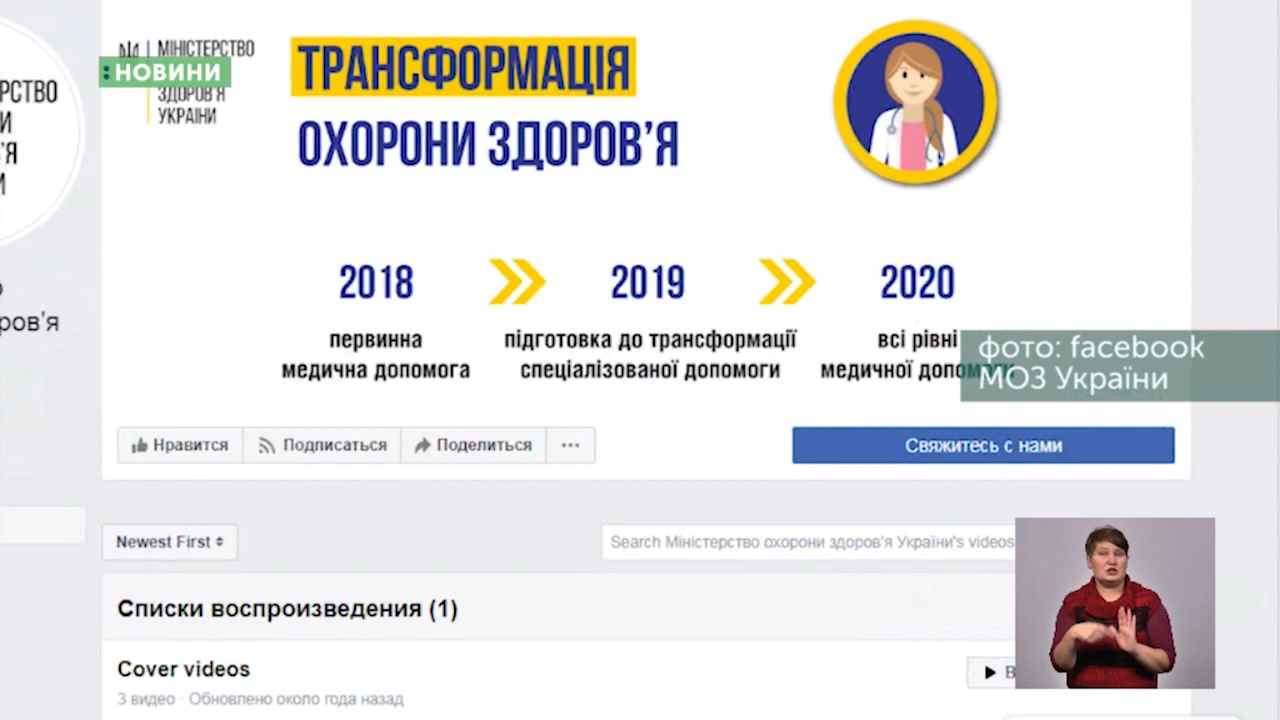 МІНІСТЕРСТВО
ЗДОРОВ'Я
УКРАЇНИ
:НОВИНИ
ТРАНСФОРМАЦІЯ
ОХОРОНИ ЗДОРОВ'Я
2018
первинна
медична допомога
2019
підготовка до трансформації
спеціалізованої допомоги
2020
всі рівні
медичної
фото: facebook
МОЗ України
Нравится
Подписаться
Поделиться
Свяжитесь с нами
Newest First
Search Міністерство охорони здоров'я України's videos
Списки воспроизведения (1)
Cover videos
3 видео · Обновлено около года назад